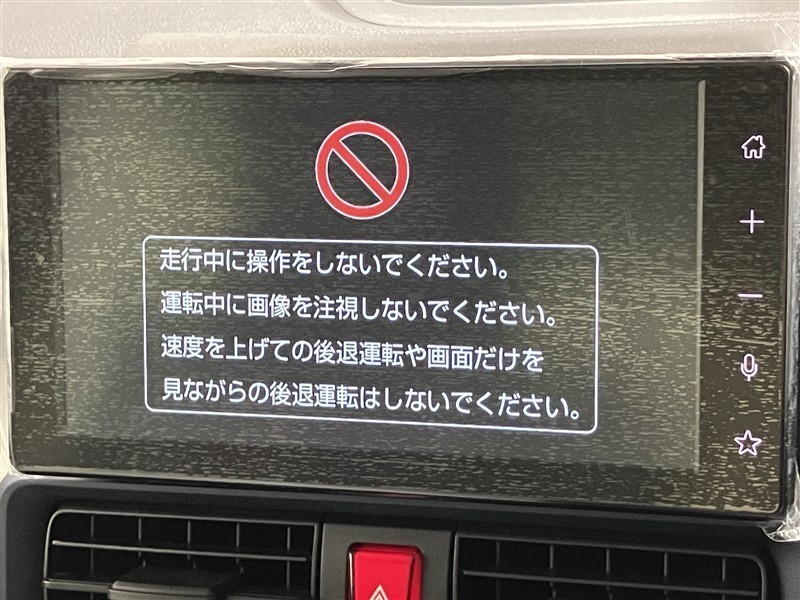 走行中に操作をしないでください。
運転中に画像を注視しないでください。
速度を上げての後退運転や画面だけを
見ながらの後退運転はしないでください。